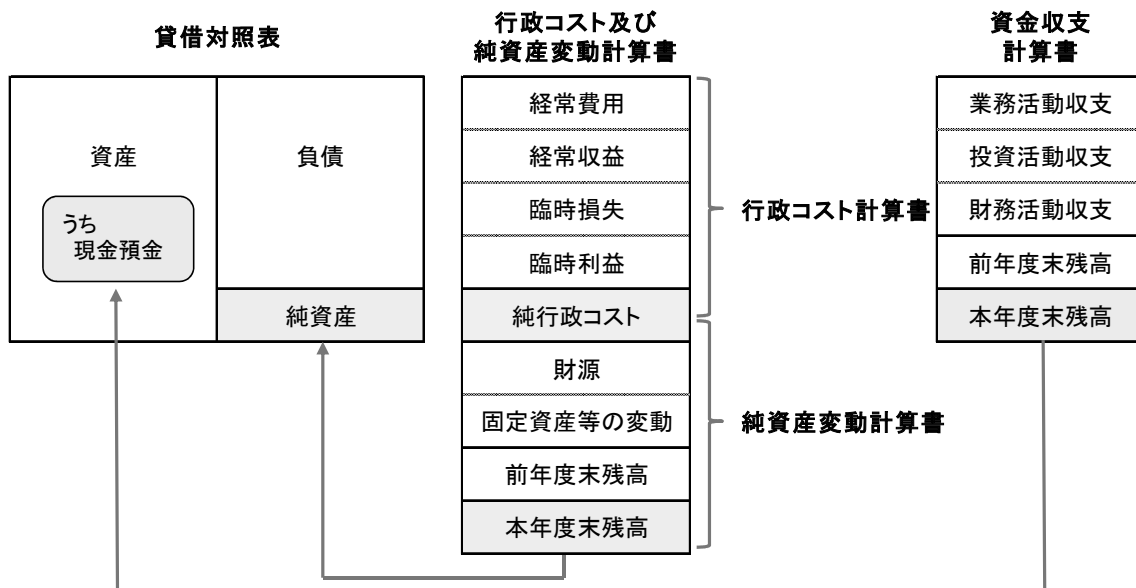 貸借対照表
資産
うち
現金預金
負債
純資産
行政コスト及び
純資産変動計算書
経常費用
経常収益
臨時損失
臨時利益
純行政コスト
財源
固定資産等の変動
前年度末残高
本年度末残高
行政コスト計算書
純資産変動計算書
資金収支
計算書
業務活動収支
投資活動収支
財務活動収支
前年度末残高
本年度末残高